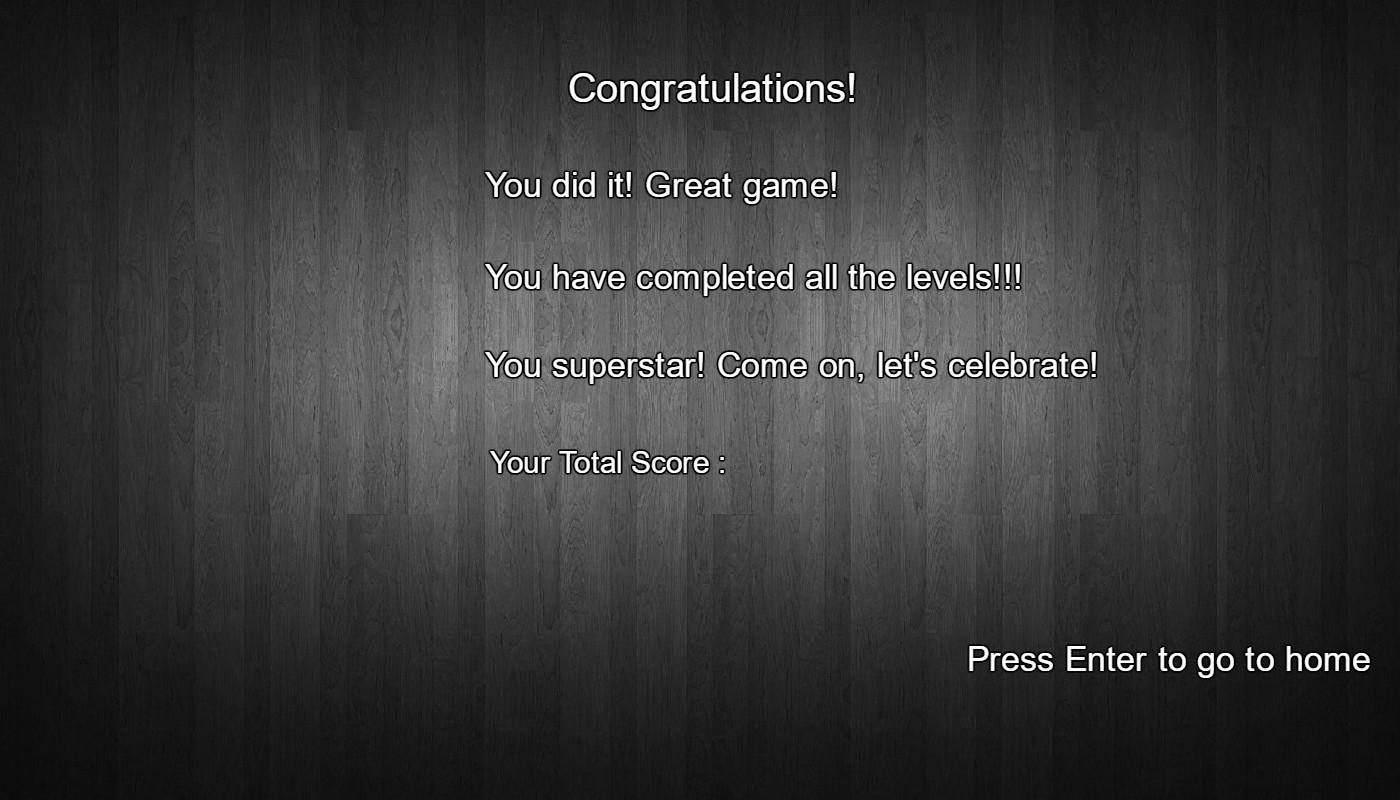 Congratulations!
You did it! Great game!
You have completed all the levels!!!
You superstar! Come on, let's celebrate!
Your Total Score :
Press Enter to go to home